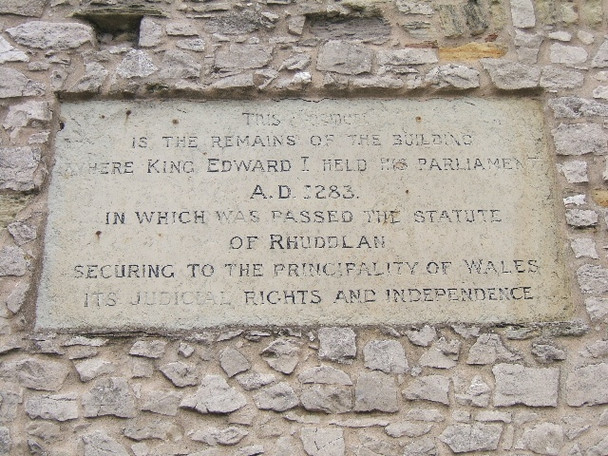 THIS
IS THE REMAINS OF THE BUILDING
WHERE KING EDWARD I HELD HIS PARLIAMENT
A.D. 1283.
IN WHICH WAS PASSED THE STATUTE
OF RHUDDLAN
SECURING TO THE PRINCIPALITY OF WALES
ITS JUDICIAL RIGHTS AND INDEPENDENCE